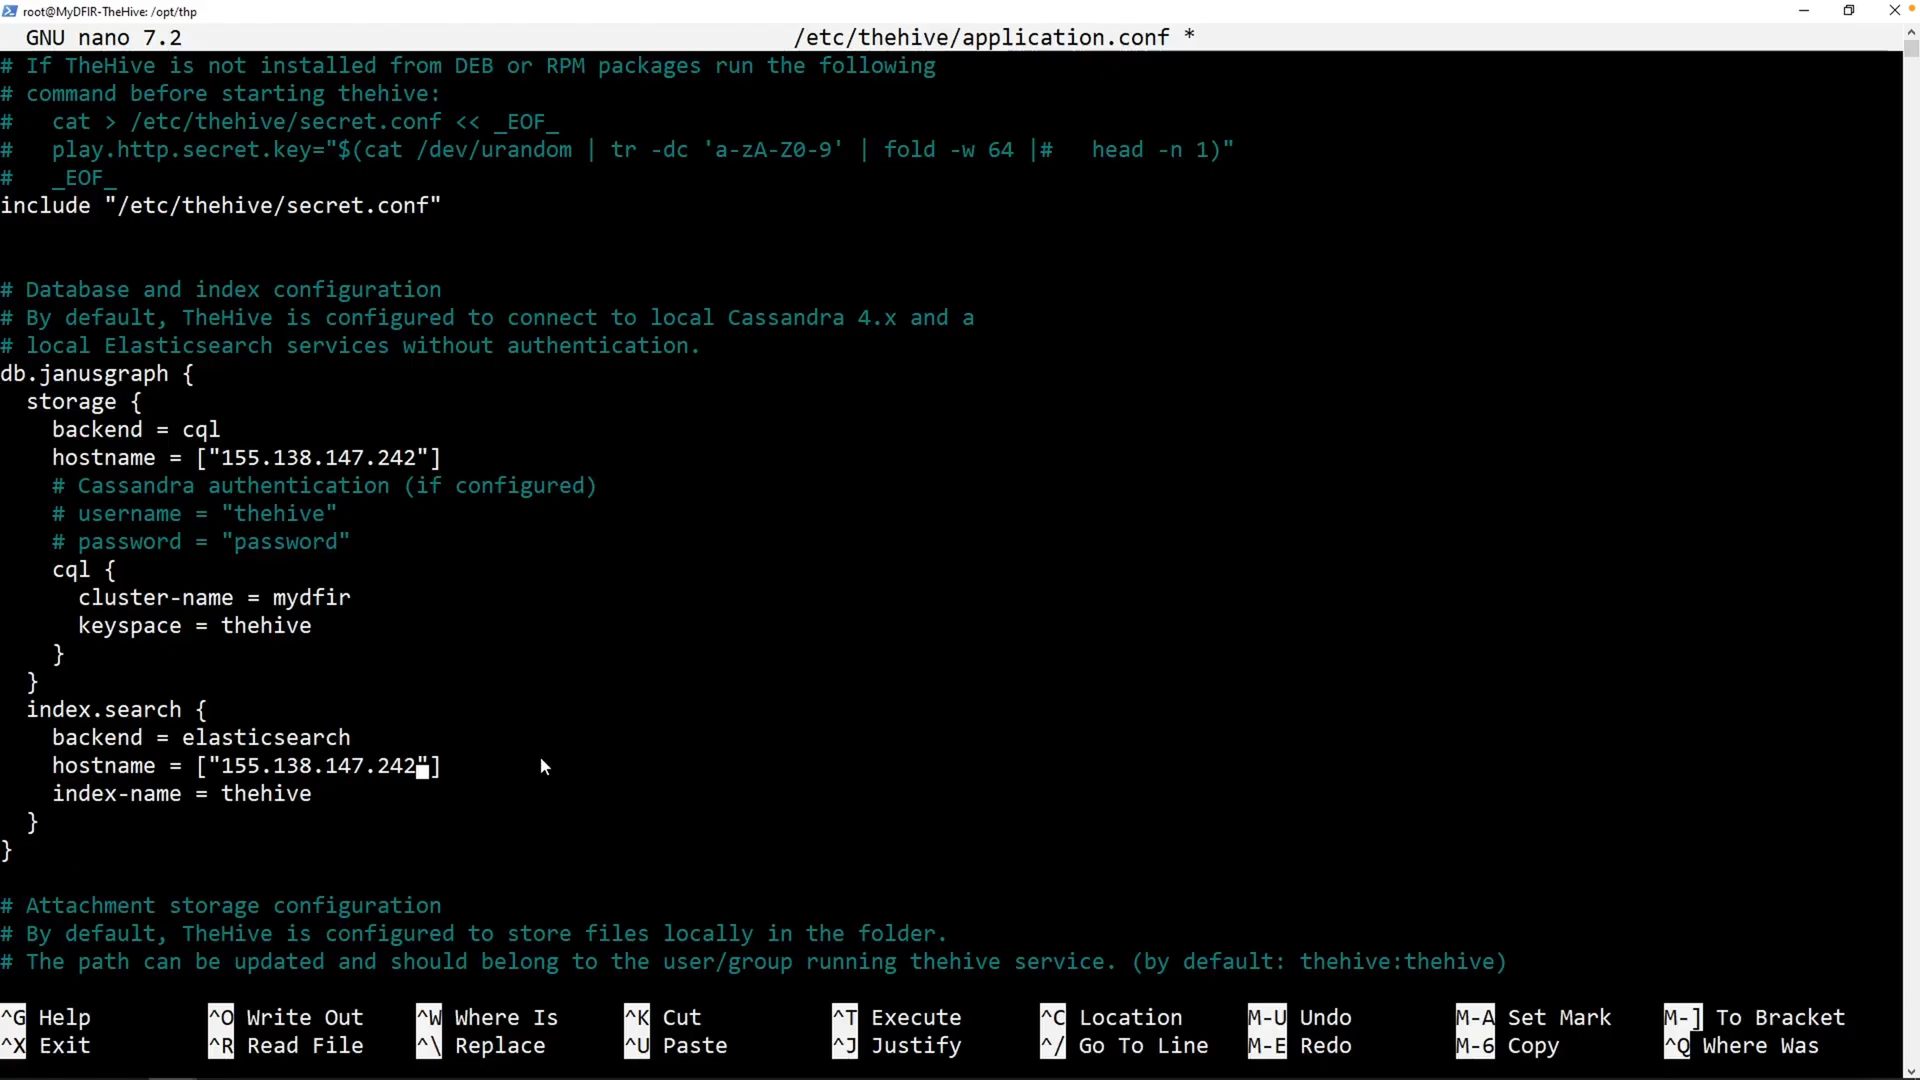 root@MyDFIR-TheHive: /opt/thp
GNU nano 7.2 /etc/thehive/application.conf *
# If TheHive is not installed from DEB or RPM packages run the following
# command before starting thehive:
#   cat > /etc/thehive/secret.conf << _EOF_
#   play.http.secret.key="$(cat /dev/urandom | tr -dc 'a-zA-Z0-9' | fold -w 64 |#   head -n 1)"
#   _EOF_
include "/etc/thehive/secret.conf"
# Database and index configuration
# By default, TheHive is configured to connect to local Cassandra 4.x and a
# local Elasticsearch services without authentication.
db.janusgraph {
  storage {
    backend = cql
    hostname = ["155.138.147.242"]
    # Cassandra authentication (if configured)
    # username = "thehive"
    # password = "password"
    cql {
      cluster-name = mydfir
      keyspace = thehive
    }
  }
  index.search {
    backend = elasticsearch
    hostname = ["155.138.147.242"]
    index-name = thehive
  }
}
# Attachment storage configuration
# By default, TheHive is configured to store files locally in the folder.
# The path can be updated and should belong to the user/group running thehive service. (by default: thehive:thehive)
^G Help ^O Write Out ^W Where Is ^K Cut ^T Execute ^C Location M-U Undo M-A Set Mark M-] To Bracket
^X Exit ^R Read File ^\ Replace ^U Paste ^J Justify ^/ Go To Line M-E Redo M-6 Copy ^Q Where Was